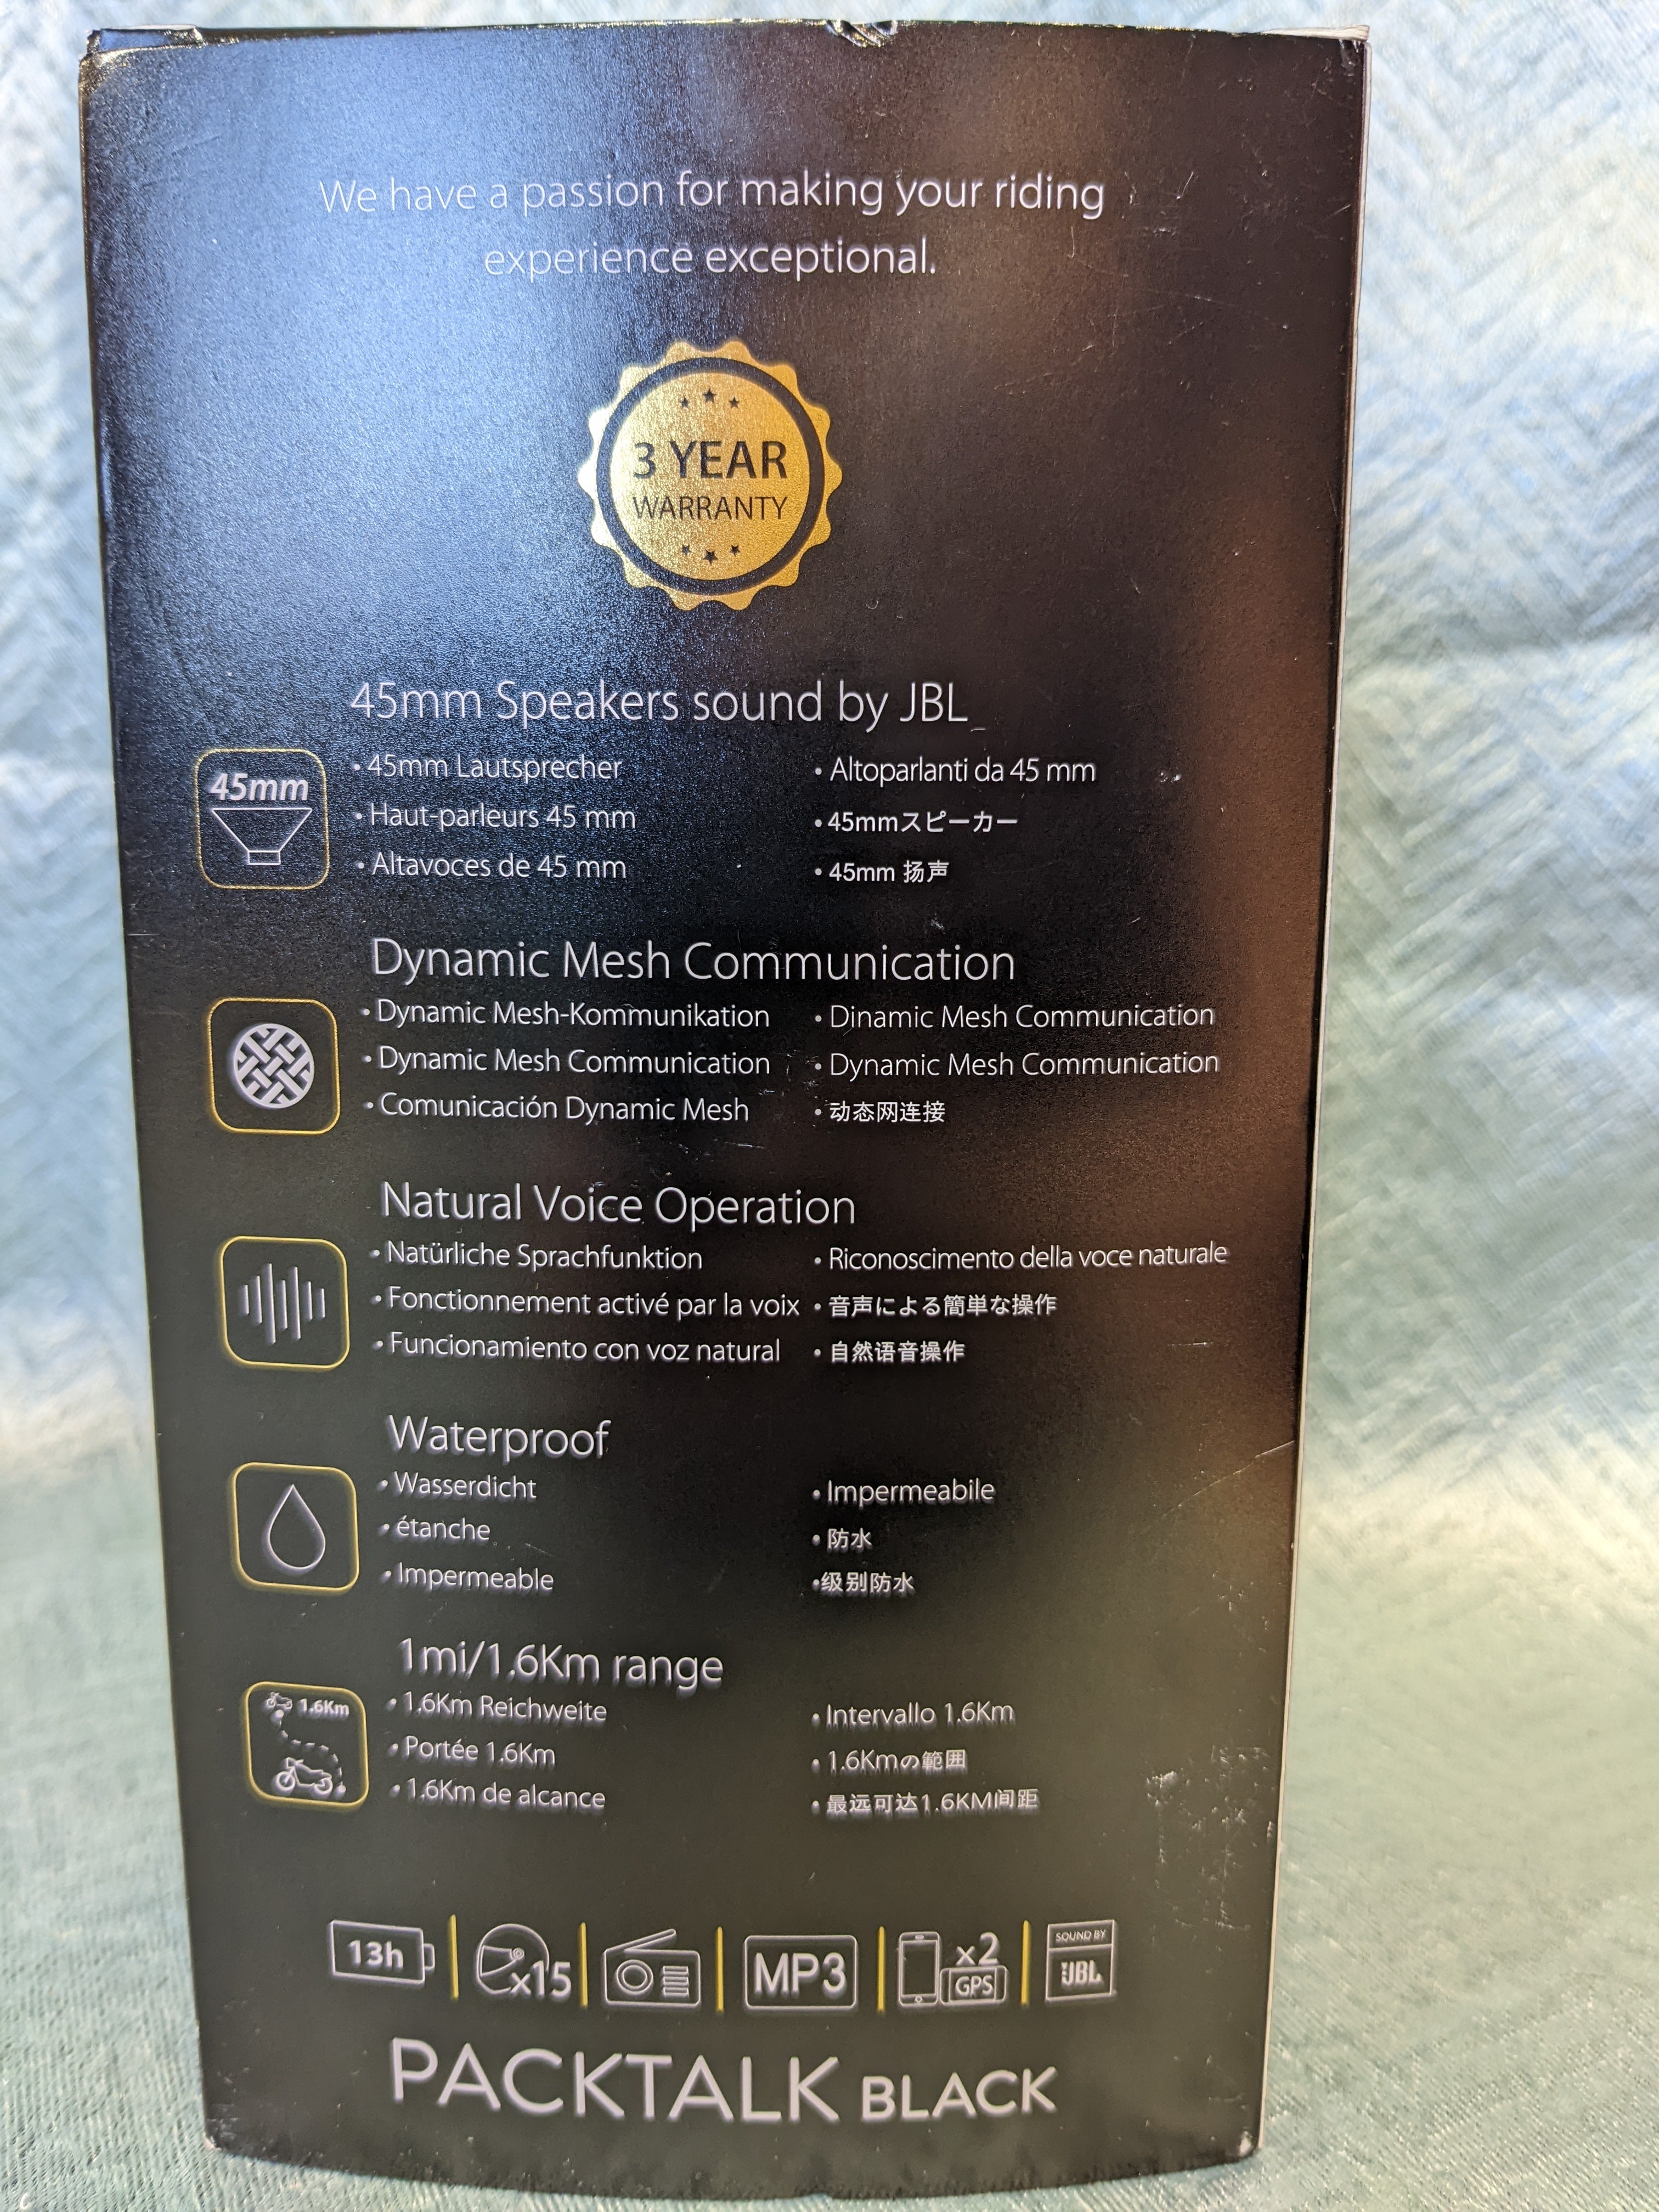 We have a passion for making your riding
experience exceptional.
3 YEAR
WARRANTY
45mm Speakers sound by JBL
45mm
• 45mm Lautsprecher
• Haut-parleurs 45 mm
• Altavoces de 45 mm
• Altoparlanti da 45 mm
• 45mmスピーカー
• 45mm 扬声
Dynamic Mesh Communication
• Dynamic Mesh-Kommunikation
• Dynamic Mesh Communication
• Comunicación Dynamic Mesh
• Dinamic Mesh Communication
• Dynamic Mesh Communication
• 动态网连接
Natural Voice Operation
• Natürliche Sprachfunktion
• Fonctionnement activé par la voix
• Funcionamiento con voz natural
• Riconoscimento della voce naturale
• 音声による簡単な操作
• 自然语音操作
Waterproof
• Wasserdicht
• étanche
• Impermeable
• Impermeabile
• 防水
•级别防水
1mi/1.6Km range
1.6Km
• 1.6Km Reichweite
• Portée 1.6Km
• 1.6Km de alcance
• Intervallo 1.6Km
• 1.6Kmの範囲
• 最远可达1.6KM间距
13h
x15
MP3
x2
GPS
SOUND BY
JBL
PACKTALK BLACK